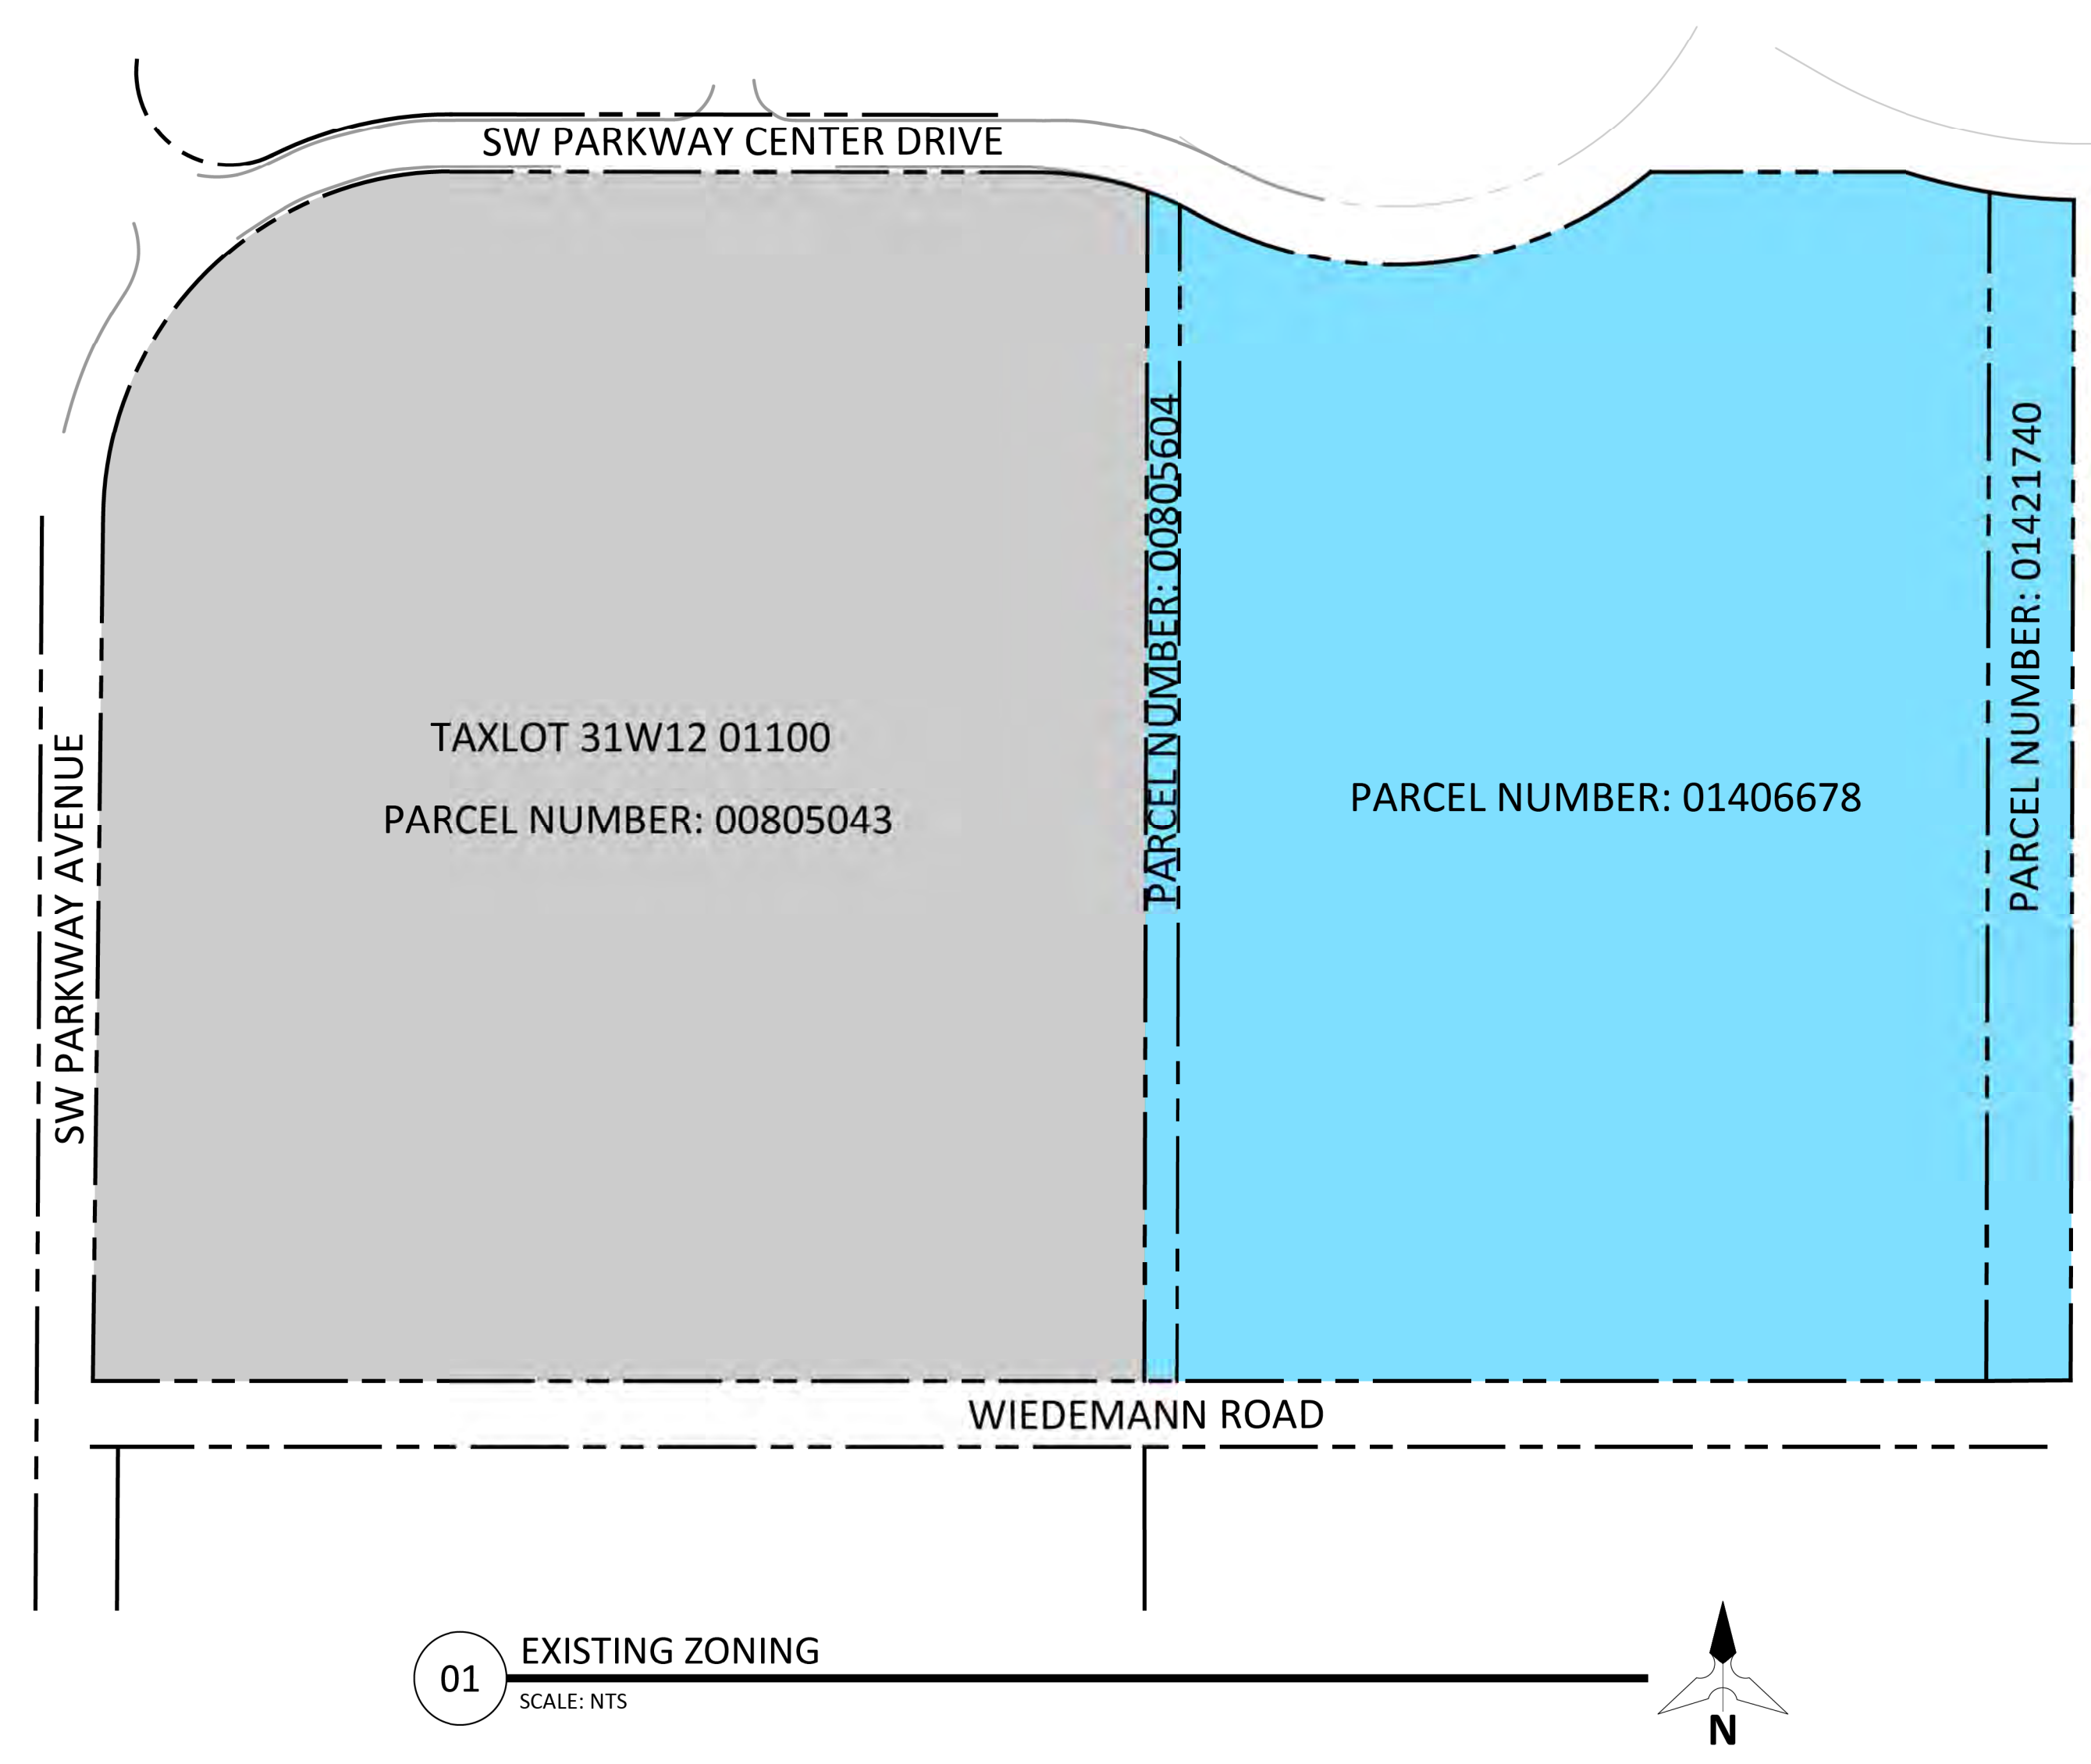 SW PARKWAY CENTER DRIVE
SW PARKWAY AVENUE
TAXLOT 31W12 01100
PARCEL NUMBER: 00805043
PARCEL NUMBER: 00805604
PARCEL NUMBER: 01406678
PARCEL NUMBER: 01421740
WIEDEMANN ROAD
01
EXISTING ZONING
SCALE: NTS
N